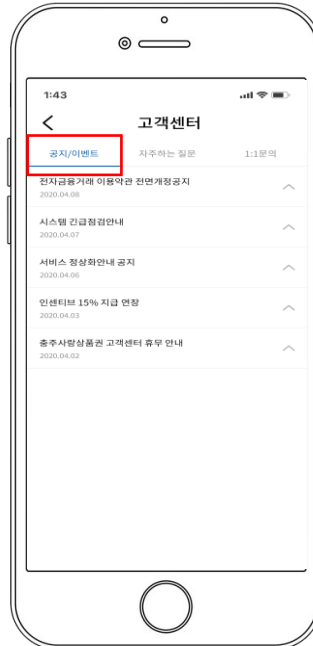 1:43
고객센터
공지/이벤트 자주하는 질문 1:1문의
전자금융거래 이용약관 전면개정공지
2020.04.08
시스템 긴급점검안내
2020.04.07
서비스 정상화안내 공지
2020.04.06
인센티브 15% 지급 연장
2020.04.03
충주사랑상품권 고객센터 휴무 안내
2020.04.02